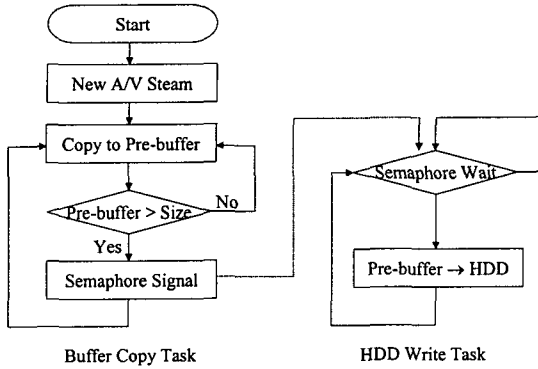 Start
New A/V Steam
Copy to Pre-buffer
Pre-buffer > Size
No
Yes
Semaphore Signal
Buffer Copy Task
Semaphore Wait
Pre-buffer → HDD
HDD Write Task